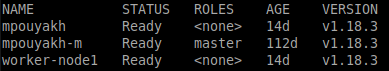 NAME STATUS ROLES AGE VERSION
mpouyakh Ready <none> 14d v1.18.3
mpouyakh-m Ready master 112d v1.18.3
worker-node1 Ready <none> 14d v1.18.3